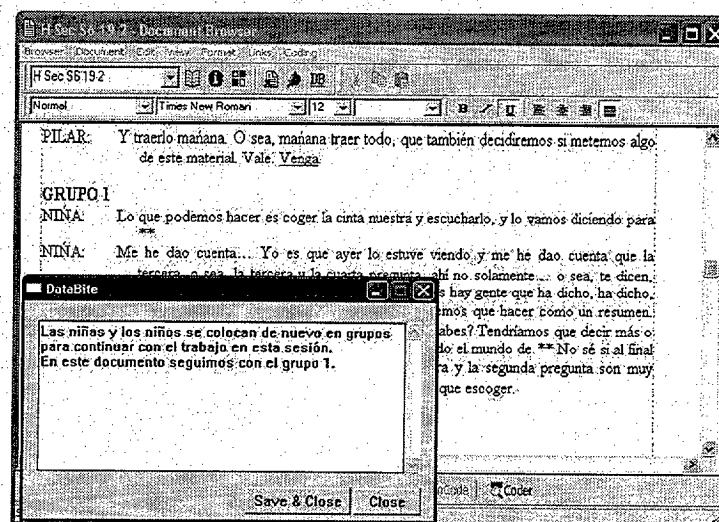 H Sec S6 19-2 - Document Browser
Browser Document Edit View Format Links Coding
H Sec S6 19-2
DB
Normal Times New Roman 12 B / U
PILAR: Y traerlo mañana. O sea, mañana traer todo, que también decidiremos si metemos algo
de este material. Vale. Venga.
GRUPO 1
NIÑA: Lo que podemos hacer es coger la cinta nuestra y escucharlo, y lo vamos diciendo para
**
NIÑA: Me he dao cuenta... Yo es que ayer lo estuve viendo y me he dao cuenta que la
tercera, o sea, la tercera y la cuarta pregunta, ahí no solamente... o sea, te dicen,
s hay gente que ha dicho, ha dicho,
emos que hacer como un resumen.
abes? Tendríamos que decir más o
do el mundo de. ** No sé si al final
ra y la segunda pregunta son muy
que escoger.
DataBite
Las niñas y los niños se colocan de nuevo en grupos
para continuar con el trabajo en esta sesión.
En este documento seguimos con el grupo 1.
Save & Close Close
Code Coder